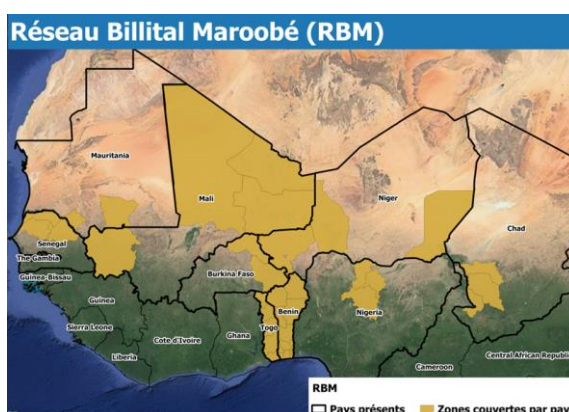 Réseau Billital Maroobé (RBM)
Mauritania
Mali
Niger
Chad
Senegal
The Gambia
Guinea-Bissau
Burkina Faso
Guinea
Benin
Nigeria
Sierra Leone
Togo
Ghana
Cote d'Ivoire
Liberia
Central African Republic
Cameroon
RBM
Pays présents Zones couvertes par pay